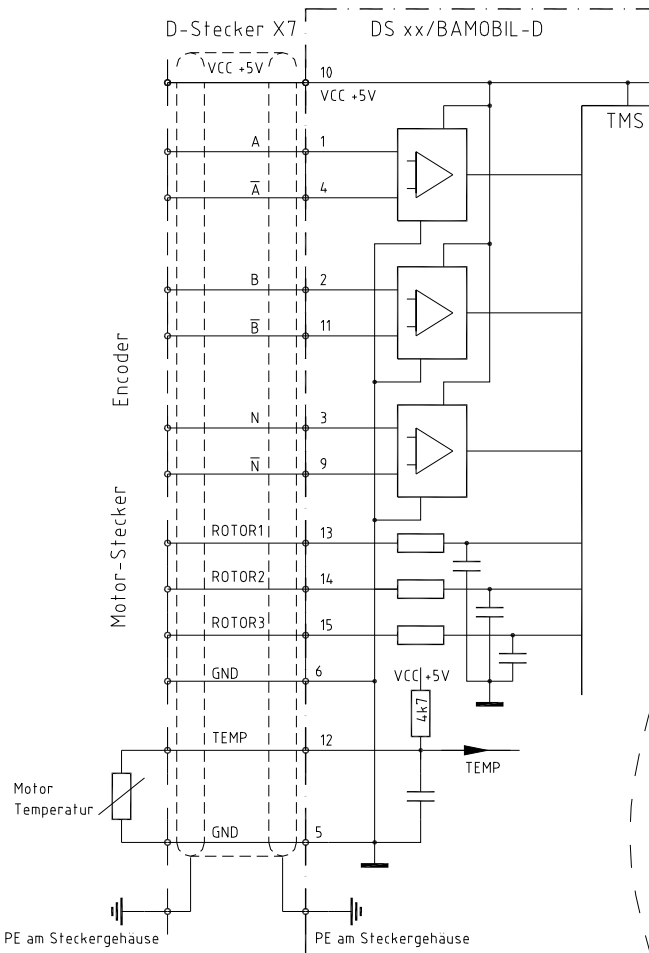 D-Stecker X7
DS xx/BAMOBIL-D
VCC +5V
10
VCC +5V
TMS
A
1
A̅
4
B
2
B̅
11
Encoder
N
3
N̅
9
Motor-Stecker
ROTOR1
13
ROTOR2
14
ROTOR3
15
GND
6
VCC +5V
4k7
TEMP
12
TEMP
Motor
Temperatur
GND
5
PE am Steckergehäuse
PE am Steckergehäuse